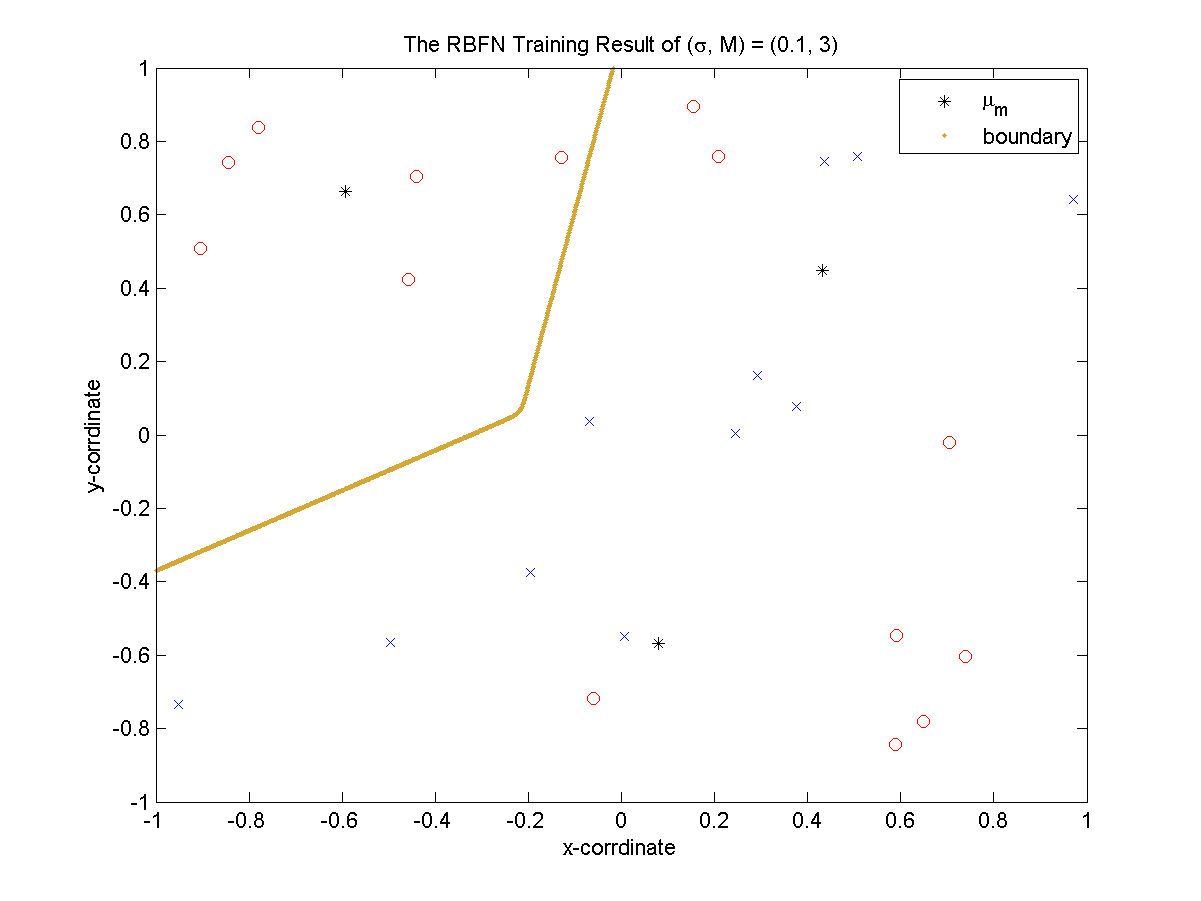 The RBFN Training Result of (σ, M) = (0.1, 3)
μm
boundary
1
0.8
0.6
0.4
0.2
0
-0.2
-0.4
-0.6
-0.8
-1
y-corrdinate
-1 -0.8 -0.6 -0.4 -0.2 0 0.2 0.4 0.6 0.8 1
x-corrdinate